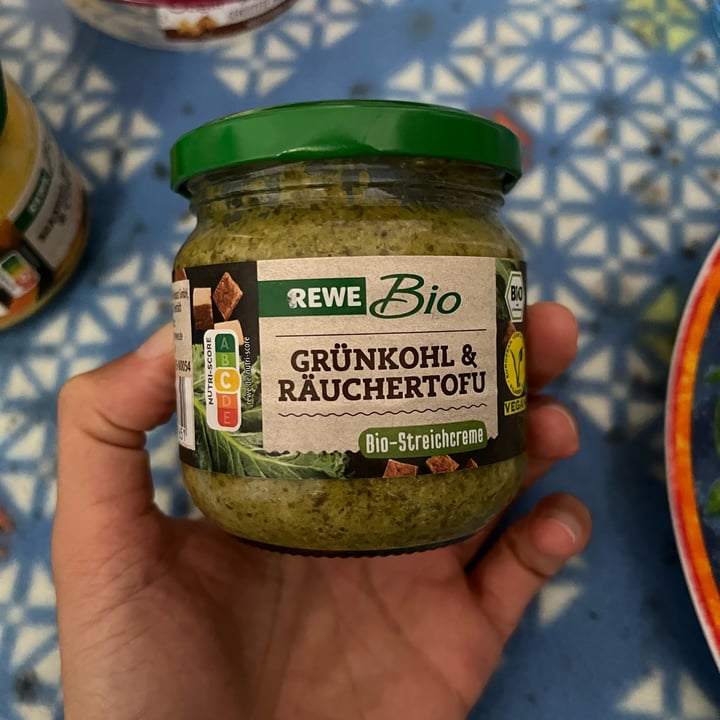 REWE Bio
GRÜNKOHL &
RÄUCHERTOFU
Bio-Streichcreme
NUTRI-SCORE
A
B
C
D
E
BIO
VEGAN